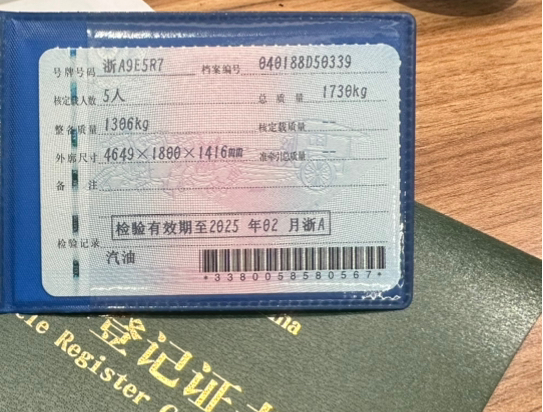 号牌号码 浙A9E5R7 档案编号 040188D50339
核定载人数 5人 总质量 1730kg
整备质量 1306kg 核定载质量 --
外廓尺寸 4649×1800×1416mm 准牵引总质量 --
备注
检验有效期至2025 年02 月浙A
检验记录
汽油
*3380058580567*
na
登记证
le Register C